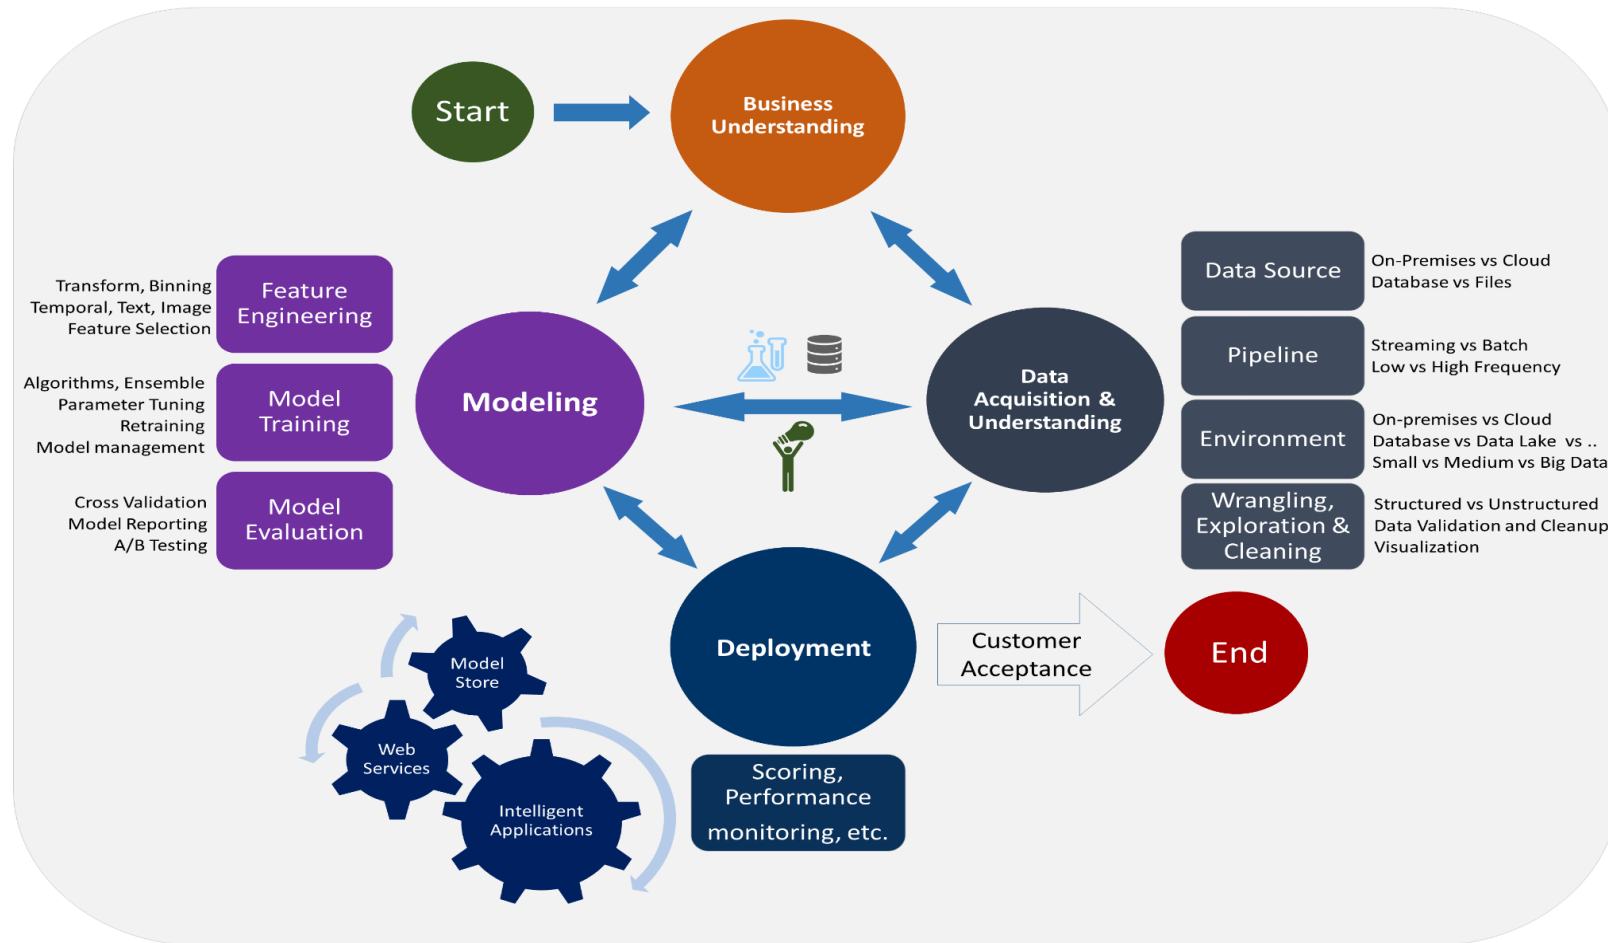 Start
Business
Understanding
Feature
Engineering
Transform, Binning
Temporal, Text, Image
Feature Selection
Model
Training
Algorithms, Ensemble
Parameter Tuning
Retraining
Model management
Model
Evaluation
Cross Validation
Model Reporting
A/B Testing
Modeling
Data
Acquisition &
Understanding
Data Source
On-Premises vs Cloud
Database vs Files
Pipeline
Streaming vs Batch
Low vs High Frequency
Environment
On-premises vs Cloud
Database vs Data Lake vs ..
Small vs Medium vs Big Data
Wrangling,
Exploration &
Cleaning
Structured vs Unstructured
Data Validation and Cleanup
Visualization
Deployment
Customer
Acceptance
End
Model
Store
Web
Services
Intelligent
Applications
Scoring,
Performance
monitoring, etc.